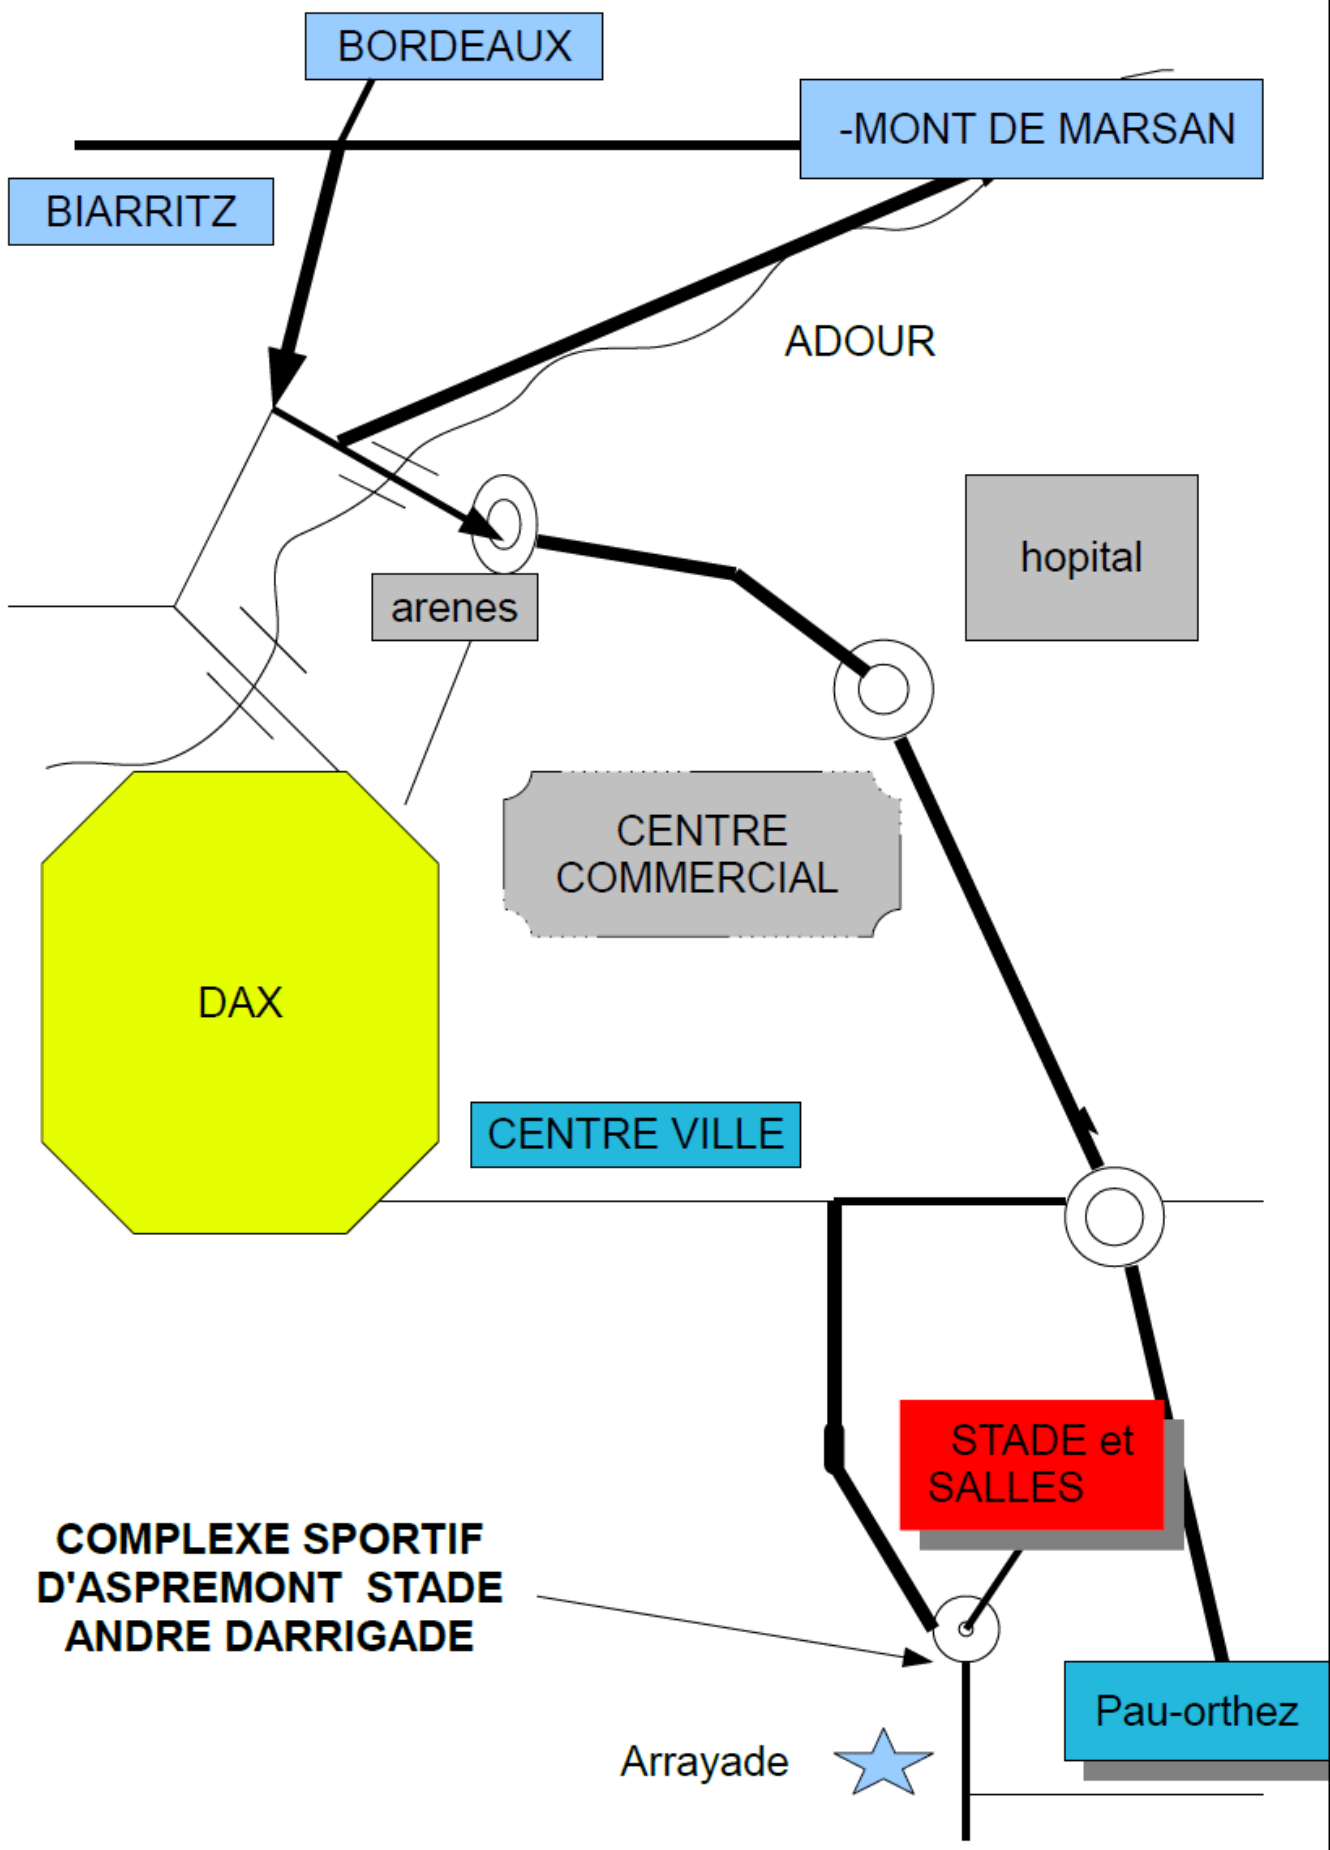 BORDEAUX
-MONT DE MARSAN
BIARRITZ
ADOUR
hopital
arenes
CENTRE
COMMERCIAL
DAX
CENTRE VILLE
STADE et
SALLES
COMPLEXE SPORTIF
D'ASPREMONT STADE
ANDRE DARRIGADE
Pau-orthez
Arrayade